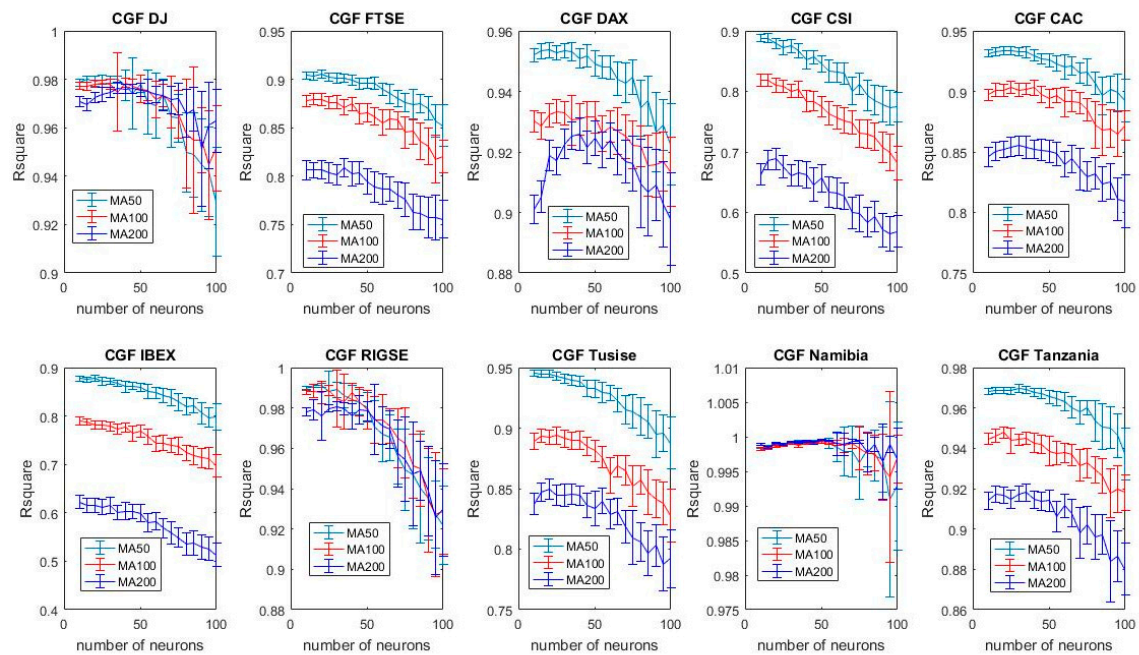 CGF DJ
1
0.98
0.96
0.94
0.92
0.9
Rsquare
MA50
MA100
MA200
0 50 100
number of neurons
CGF FTSE
0.95
0.9
0.85
0.8
0.75
0.7
Rsquare
MA50
MA100
MA200
0 50 100
number of neurons
CGF DAX
0.96
0.94
0.92
0.9
0.88
Rsquare
MA50
MA100
MA200
0 50 100
number of neurons
CGF CSI
0.9
0.8
0.7
0.6
0.5
Rsquare
MA50
MA100
MA200
0 50 100
number of neurons
CGF CAC
0.95
0.9
0.85
0.8
0.75
Rsquare
MA50
MA100
MA200
0 50 100
number of neurons
CGF IBEX
0.9
0.8
0.7
0.6
0.5
0.4
Rsquare
MA50
MA100
MA200
0 50 100
number of neurons
CGF RIGSE
1
0.98
0.96
0.94
0.92
0.9
0.88
Rsquare
MA50
MA100
MA200
0 50 100
number of neurons
CGF Tusise
0.95
0.9
0.85
0.8
0.75
Rsquare
MA50
MA100
MA200
0 50 100
number of neurons
CGF Namibia
1.01
1.005
1
0.995
0.99
0.985
0.98
0.975
Rsquare
MA50
MA100
MA200
0 50 100
number of neurons
CGF Tanzania
0.98
0.96
0.94
0.92
0.9
0.88
0.86
Rsquare
MA50
MA100
MA200
0 50 100
number of neurons